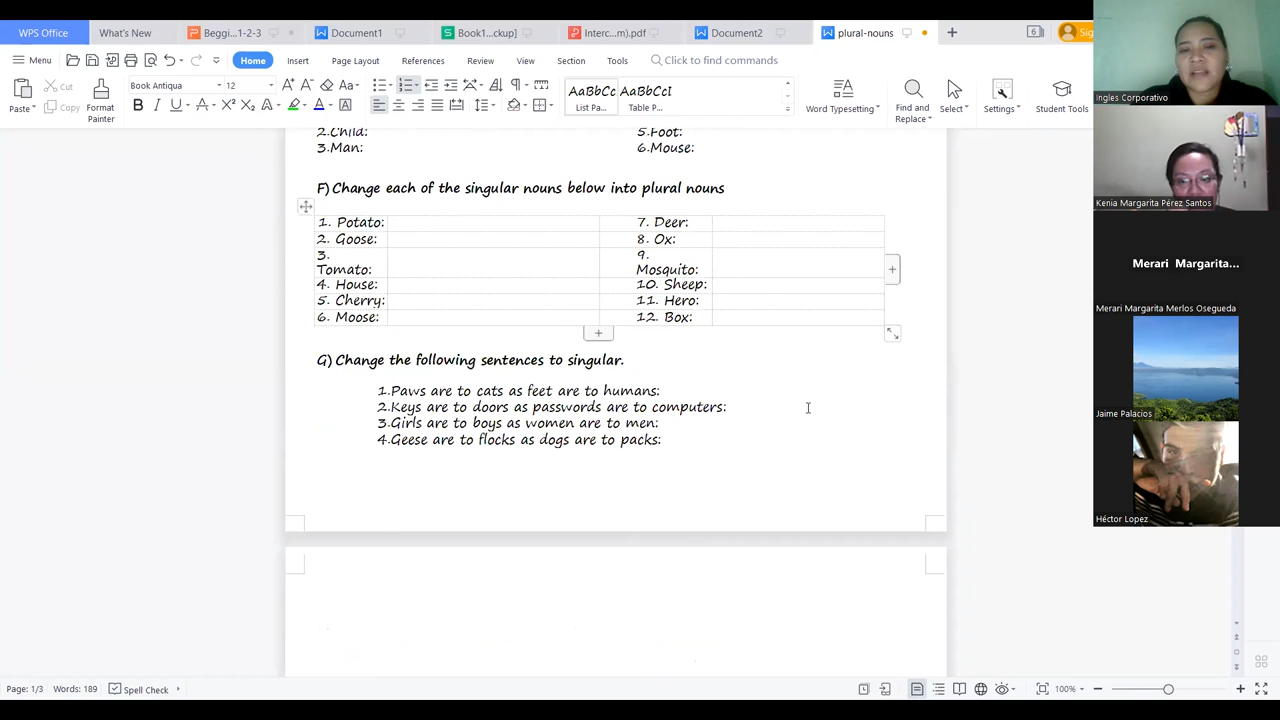 WPS Office
What's New
Beggi...-1-2-3
Document1
Book1...ckup]
Interc...m).pdf
Document2
plural-nouns
Menu
Home
Insert
Page Layout
References
Review
View
Section
Tools
Click to find commands
Paste
Cut
Copy
Format
Painter
Book Antiqua
12
AaBbCc
List Pa...
AaBbCcI
Table P...
Word Typesetting
Find and
Replace
Select
Settings
Student Tools
2.Child:
5.Foot:
3.Man:
6.Mouse:
F) Change each of the singular nouns below into plural nouns
1. Potato:
7. Deer:
2. Goose:
8. Ox:
3.
Tomato:
9.
Mosquito:
4. House:
10. Sheep:
5. Cherry:
11. Hero:
6. Moose:
12. Box:
G) Change the following sentences to singular.
1.Paws are to cats as feet are to humans:
2.Keys are to doors as passwords are to computers:
3.Girls are to boys as women are to men:
4.Geese are to flocks as dogs are to packs:
Page: 1/3
Words: 189
Spell Check
100%
Ingles Corporativo
Kenia Margarita Pérez Santos
Merari Margarita...
Merari Margarita Merlos Osegueda
Jaime Palacios
Héctor Lopez